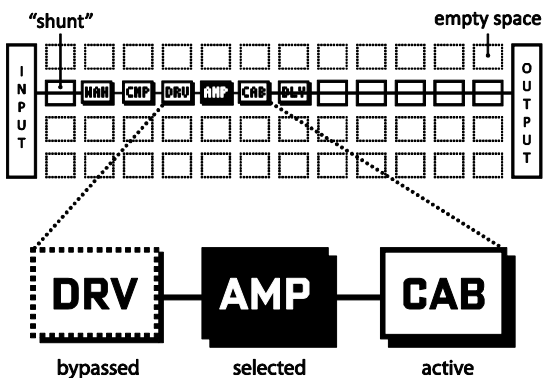 “shunt”
empty space
INPUT
WAH CMP DRV AMP CAB DLY
OUTPUT
DRV AMP CAB
bypassed selected active